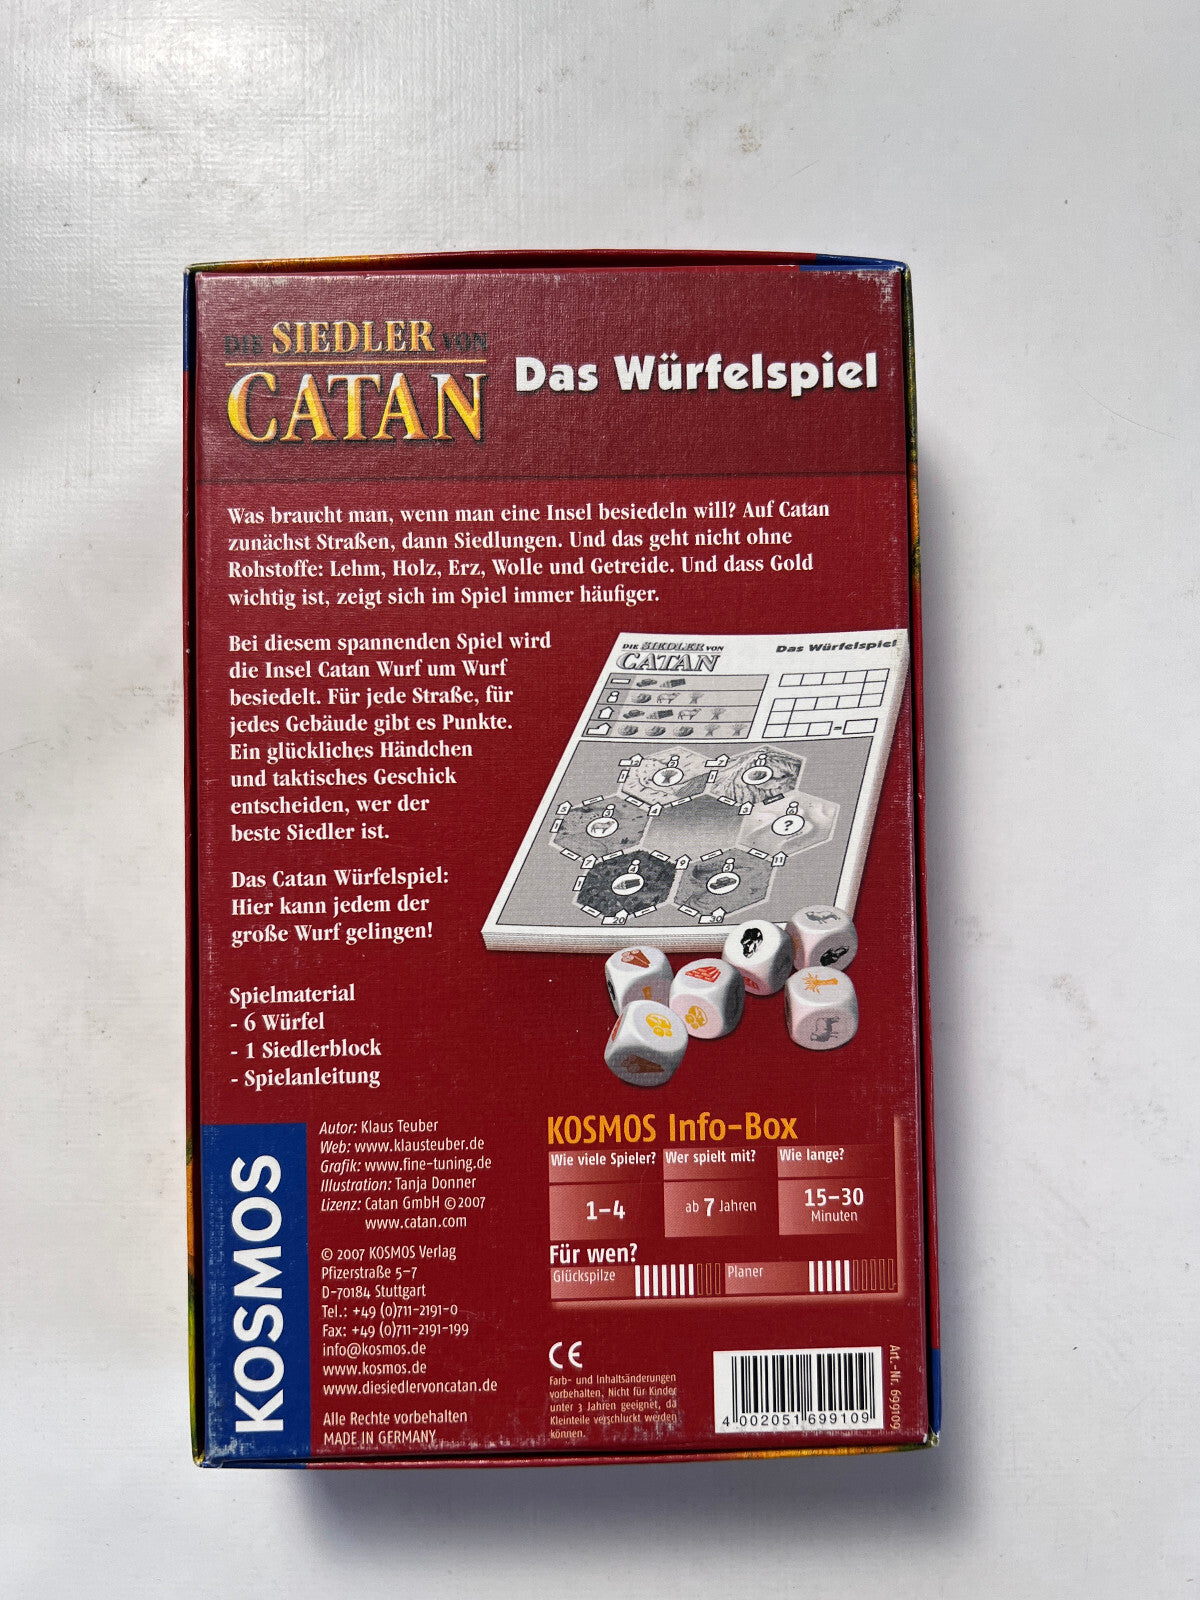 DIE SIEDLER VON
CATAN
Das Würfelspiel
Was braucht man, wenn man eine Insel besiedeln will? Auf Catan
zunächst Straßen, dann Siedlungen. Und das geht nicht ohne
Rohstoffe: Lehm, Holz, Erz, Wolle und Getreide. Und dass Gold
wichtig ist, zeigt sich im Spiel immer häufiger.
Bei diesem spannenden Spiel wird
die Insel Catan Wurf um Wurf
besiedelt. Für jede Straße, für
jedes Gebäude gibt es Punkte.
Ein glückliches Händchen
und taktisches Geschick
entscheiden, wer der
beste Siedler ist.
Das Catan Würfelspiel:
Hier kann jedem der
große Wurf gelingen!
DIE SIEDLER VON
CATAN
Das Würfelspiel
?
5
4
3
7
9
11
20
30
Spielmaterial
- 6 Würfel
- 1 Siedlerblock
- Spielanleitung
KOSMOS
Autor: Klaus Teuber
Web: www.klausteuber.de
Grafik: www.fine-tuning.de
Illustration: Tanja Donner
Lizenz: Catan GmbH © 2007
www.catan.com
© 2007 KOSMOS Verlag
Pfizerstraße 5–7
D-70184 Stuttgart
Tel.: +49 (0)711-2191-0
Fax: +49 (0)711-2191-199
info@kosmos.de
www.kosmos.de
www.diesiedlervoncatan.de
Alle Rechte vorbehalten
MADE IN GERMANY
KOSMOS Info-Box
Wie viele Spieler? Wer spielt mit? Wie lange?
1–4
ab 7 Jahren
15–30
Minuten
Für wen?
Glückspilze
Planer
CE
Farb- und Inhaltsänderungen
vorbehalten. Nicht für Kinder
unter 3 Jahren geeignet, da
Kleinteile verschluckt werden
können.
4 002051 699109
Art.-Nr. 699109